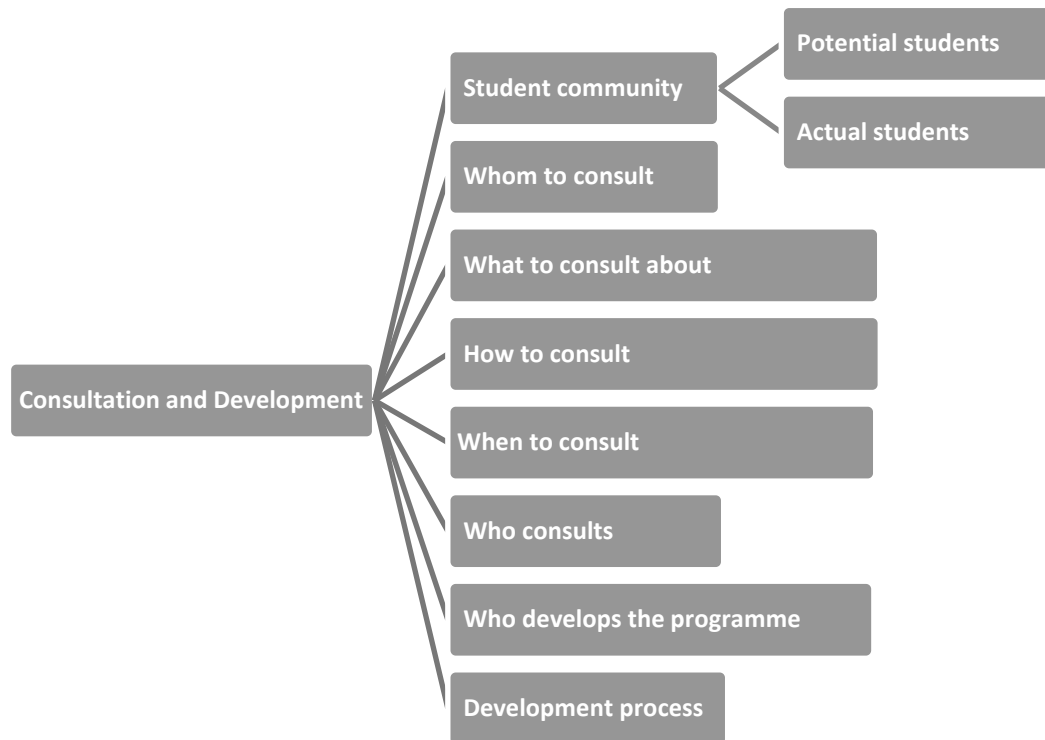 Potential students
Student community
Actual students
Whom to consult
What to consult about
How to consult
Consultation and Development
When to consult
Who consults
Who develops the programme
Development process